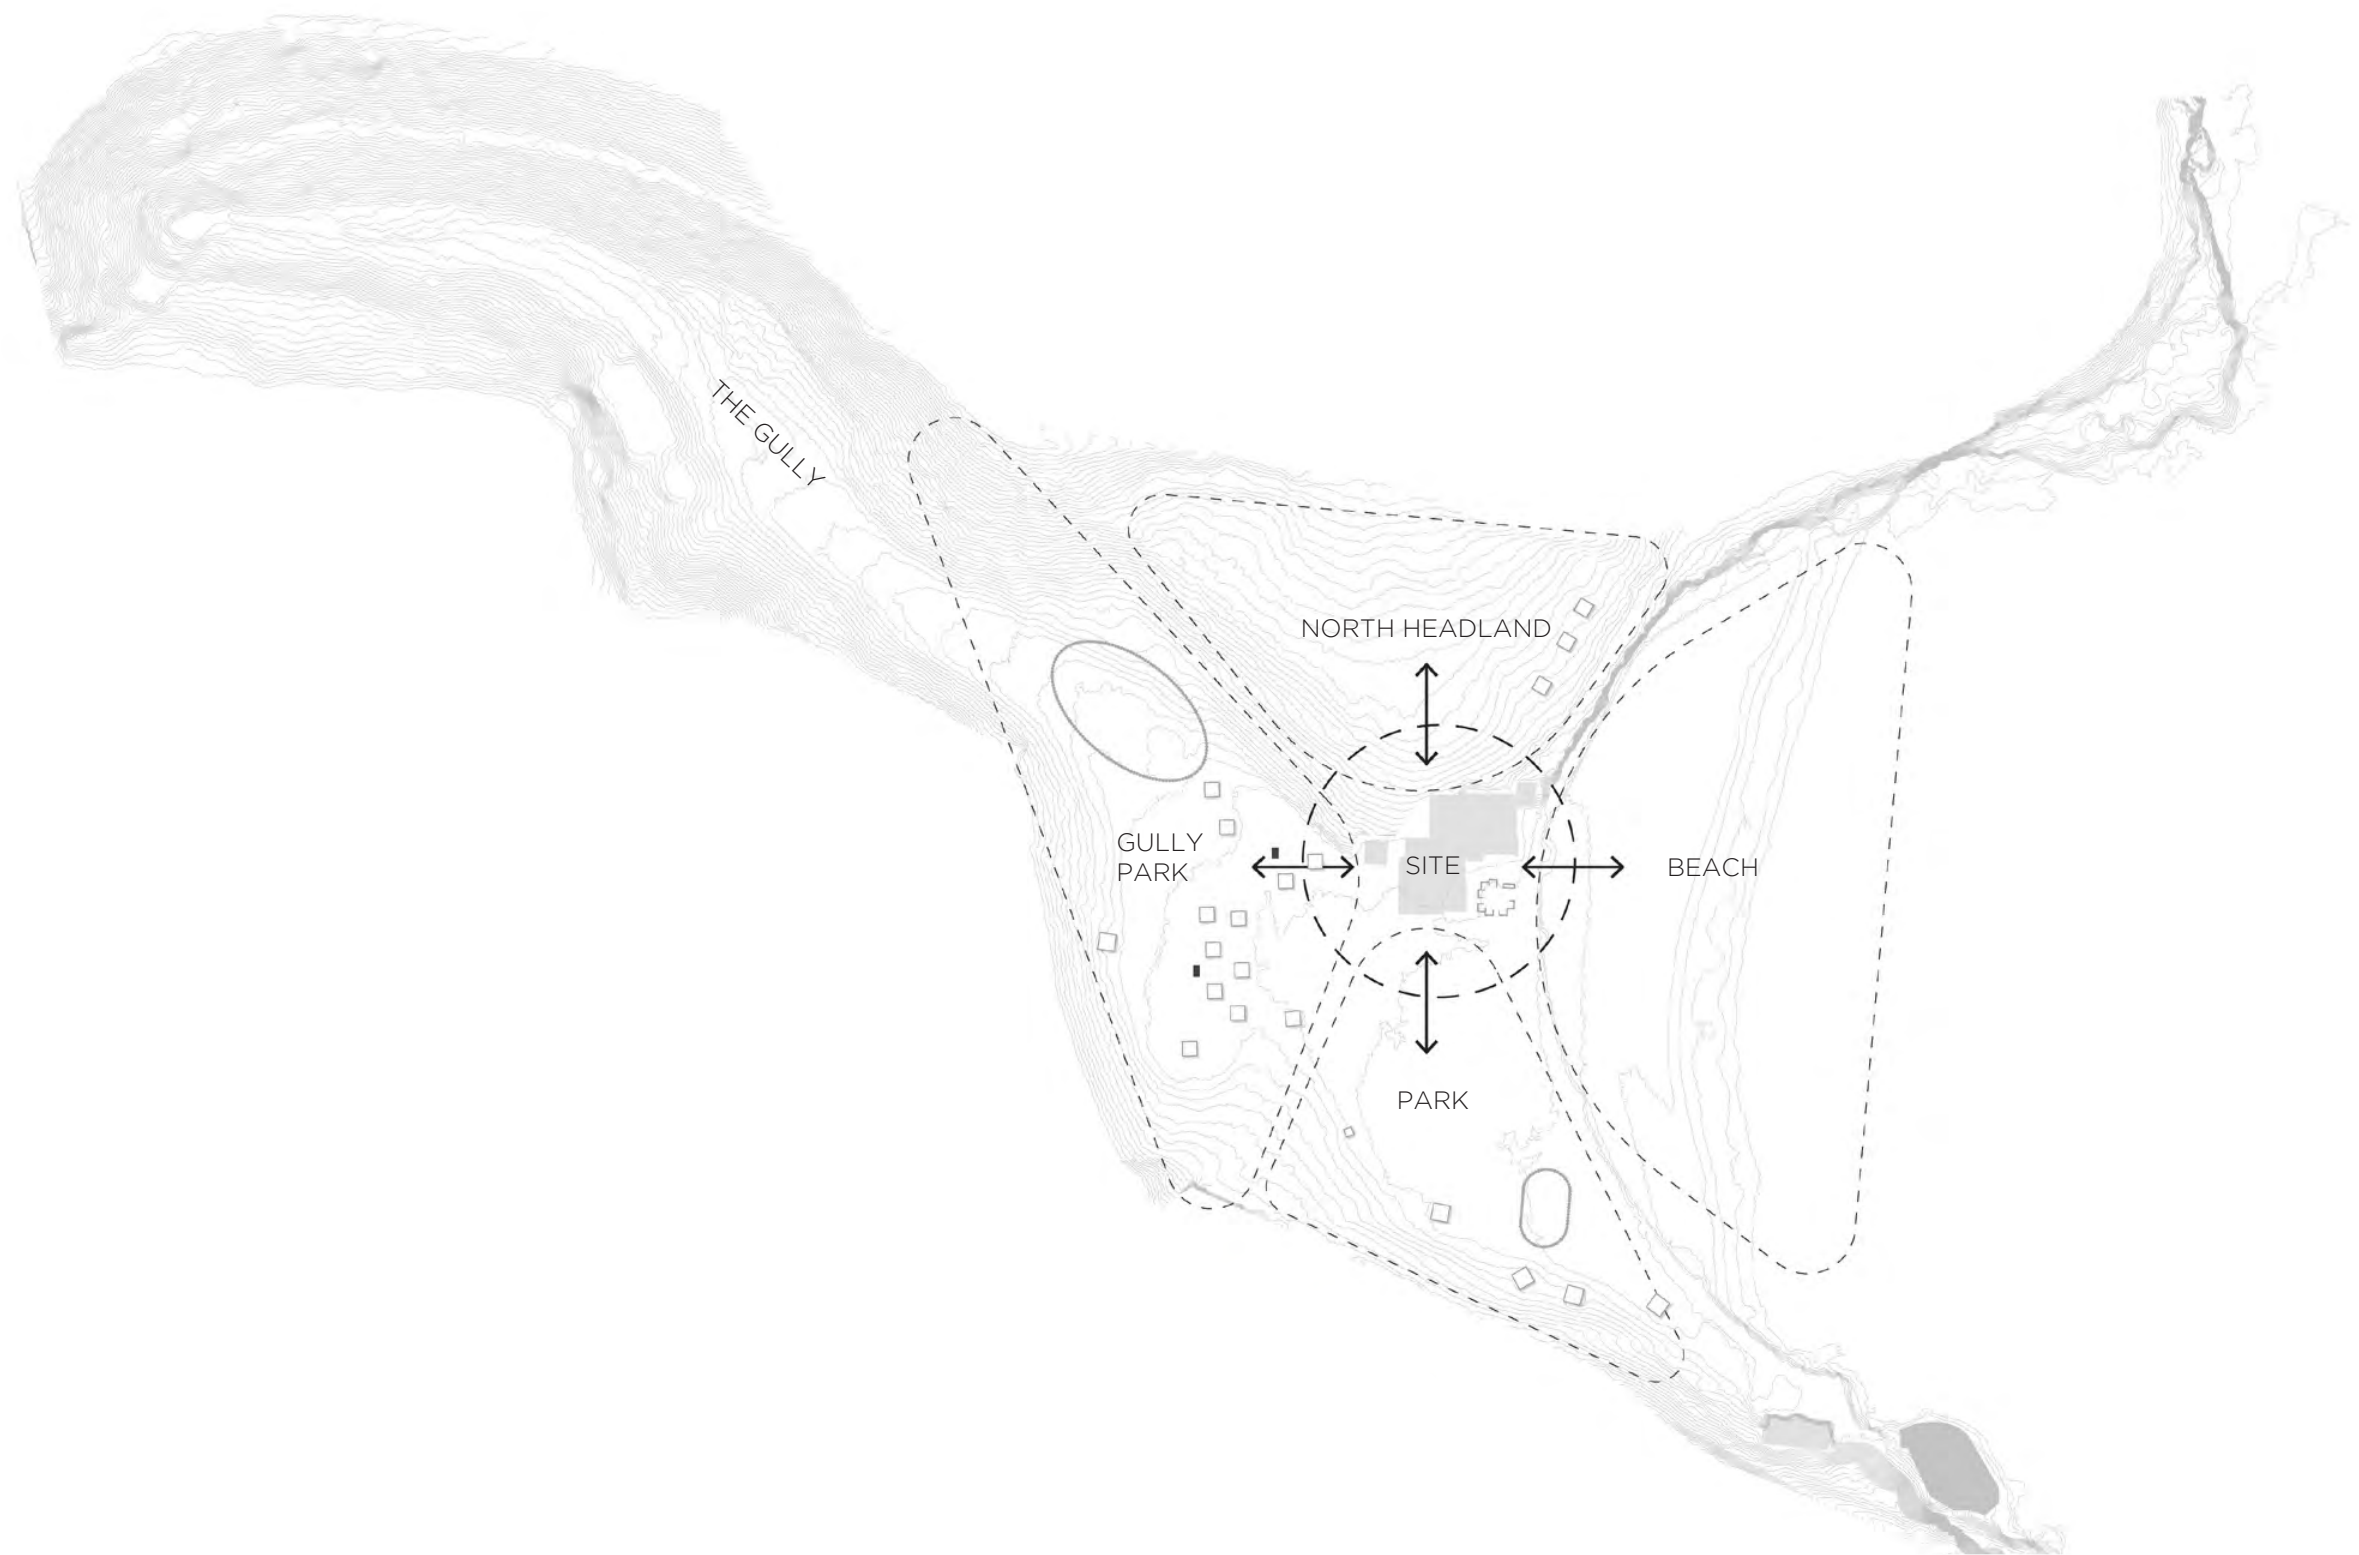 THE GULLY
NORTH HEADLAND
GULLY
PARK
SITE
BEACH
PARK